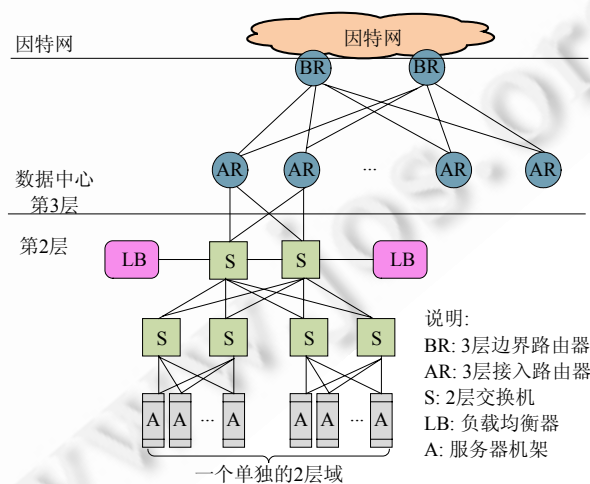 因特网
因特网
BR
BR
AR
AR
...
AR
AR
数据中心
第3层
第2层
LB
S
S
LB
S
S
S
S
A
A
...
A
A
A
...
A
一个单独的2层域
说明:
BR: 3层边界路由器
AR: 3层接入路由器
S: 2层交换机
LB: 负载均衡器
A: 服务器机架
www.jos.org